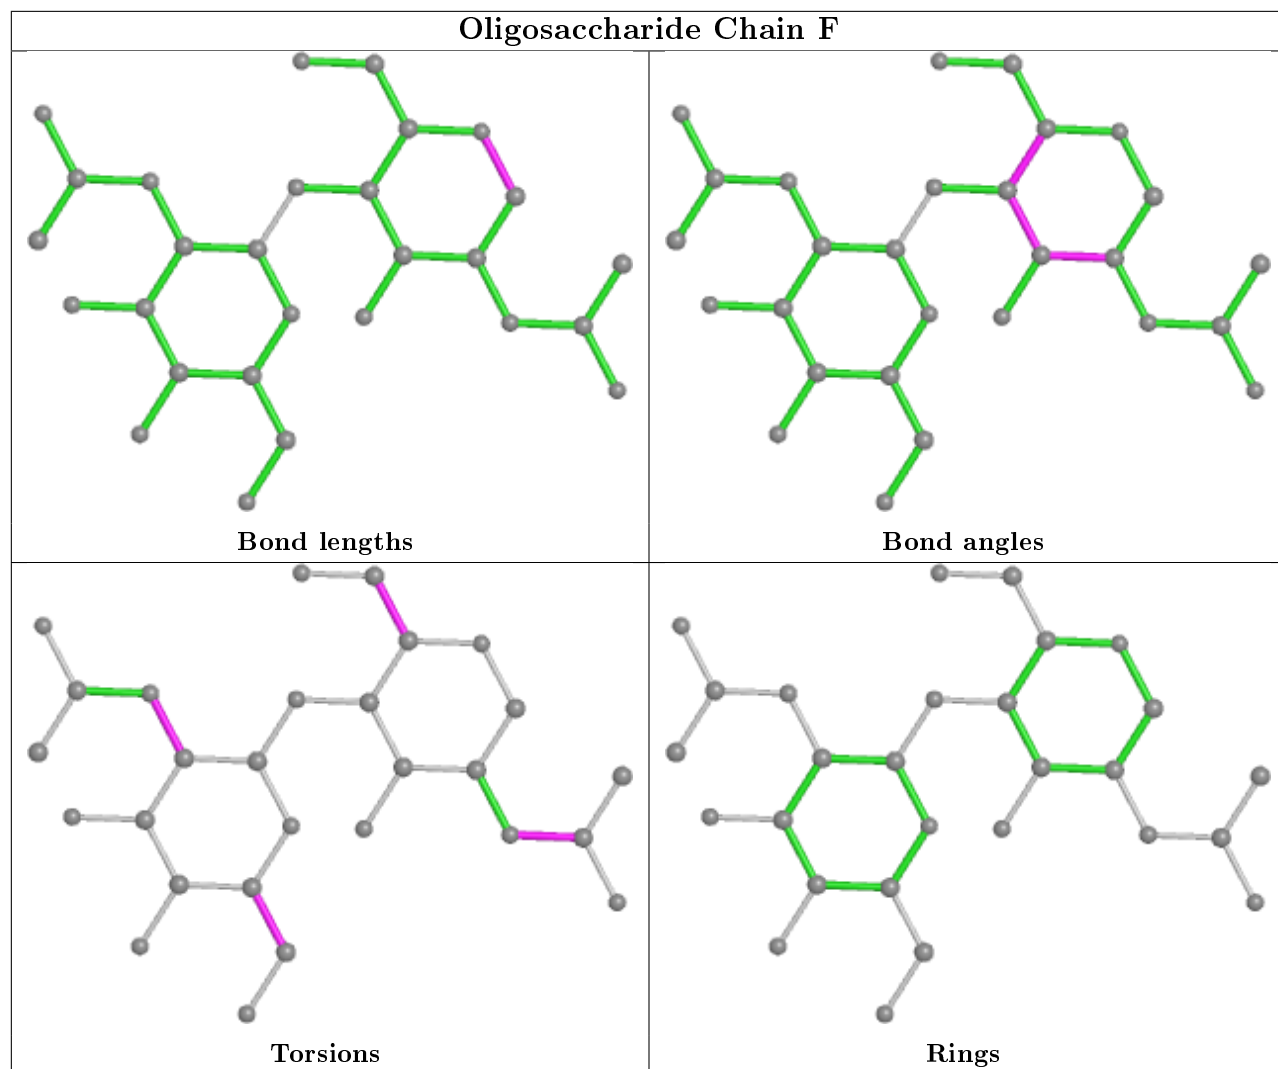 Oligosaccharide Chain F
Bond lengths
Bond angles
Torsions
Rings